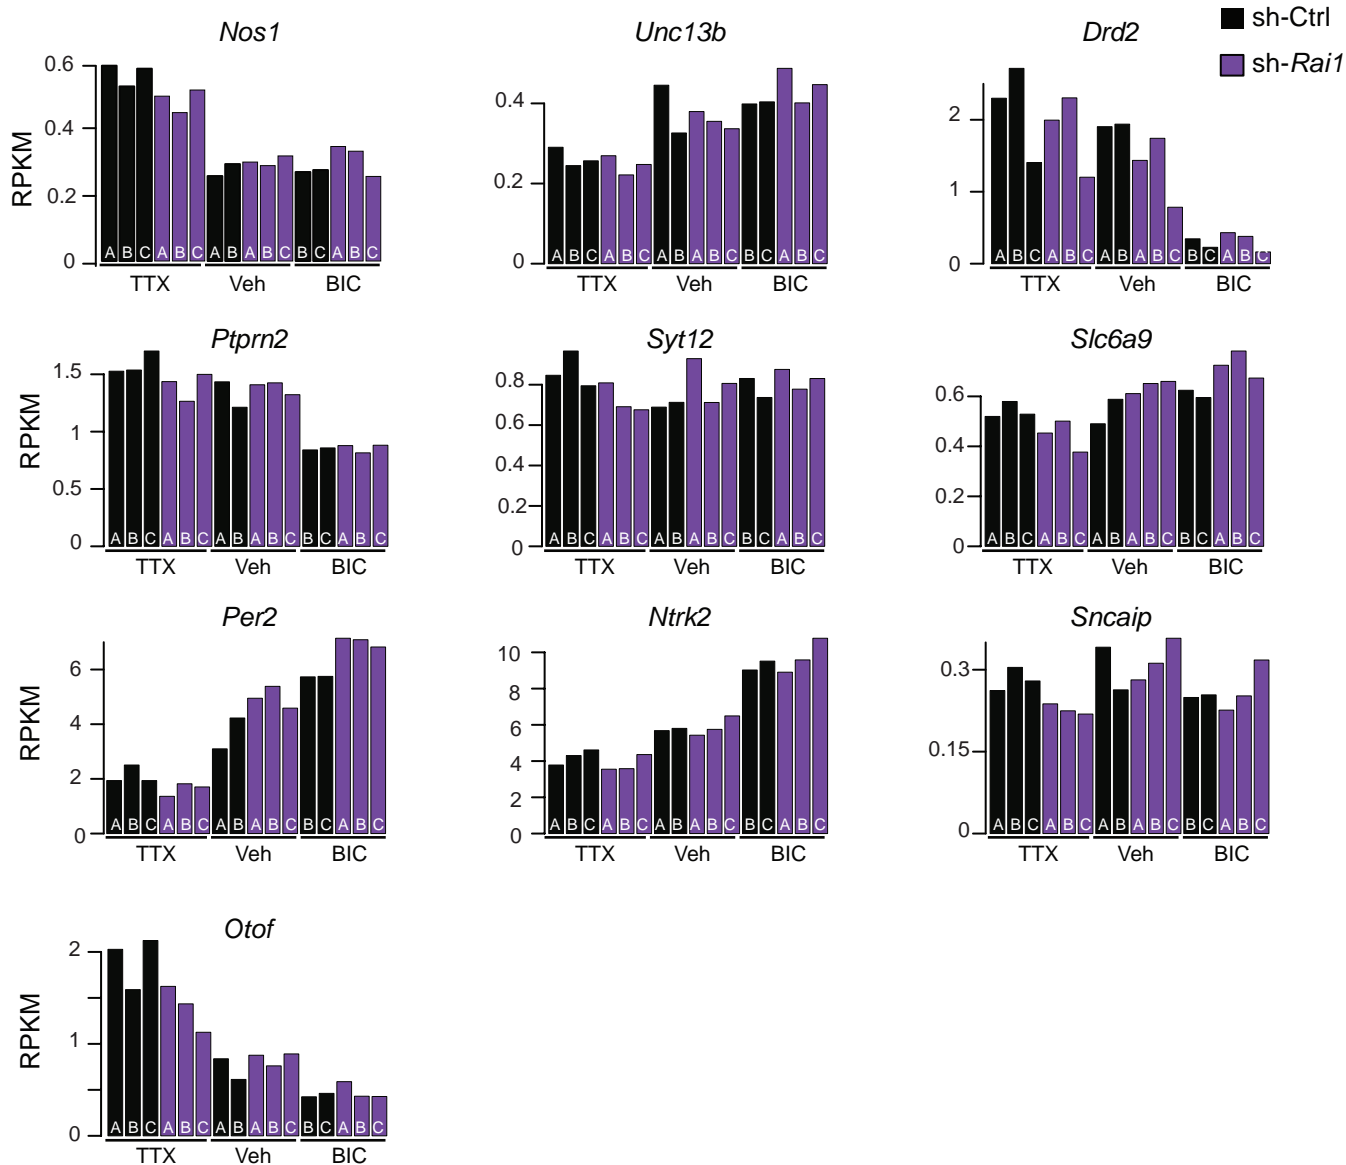 sh-Ctrl
sh-Rai1
Nos1
Unc13b
Drd2
RPKM
0.6
0.4
0.2
0
A B C A B C A B A B C B C A B C
TTX Veh BIC
0.4
0.2
0
A B C A B C A B A B C B C A B C
TTX Veh BIC
2
1
0
A B C A B C A B A B C B C A B C
TTX Veh BIC
Ptprn2
Syt12
Slc6a9
RPKM
1.5
1
0.5
0
A B C A B C A B A B C B C A B C
TTX Veh BIC
0.8
0.6
0.4
0.2
0
A B C A B C A B A B C B C A B C
TTX Veh BIC
0.6
0.4
0.2
0
A B C A B C A B A B C B C A B C
TTX Veh BIC
Per2
Ntrk2
Sncaip
RPKM
6
4
2
0
A B C A B C A B A B C B C A B C
TTX Veh BIC
10
8
6
4
2
0
A B C A B C A B A B C B C A B C
TTX Veh BIC
0.3
0.15
0
A B C A B C A B A B C B C A B C
TTX Veh BIC
Otof
RPKM
2
1
0
A B C A B C A B A B C B C A B C
TTX Veh BIC